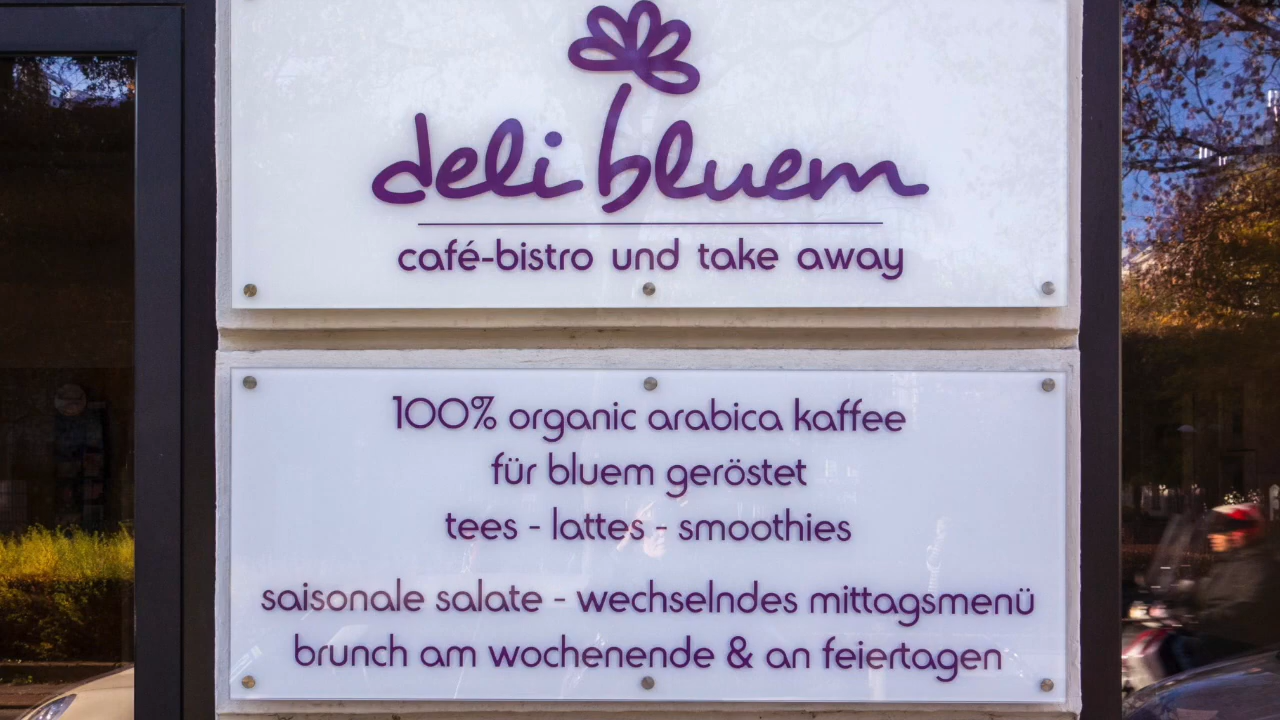 deli bluem
café-bistro und take away
100% organic arabica kaffee
für bluem geröstet
tees - lattes - smoothies
saisonale salate - wechselndes mittagsmenü
brunch am wochenende & an feiertagen